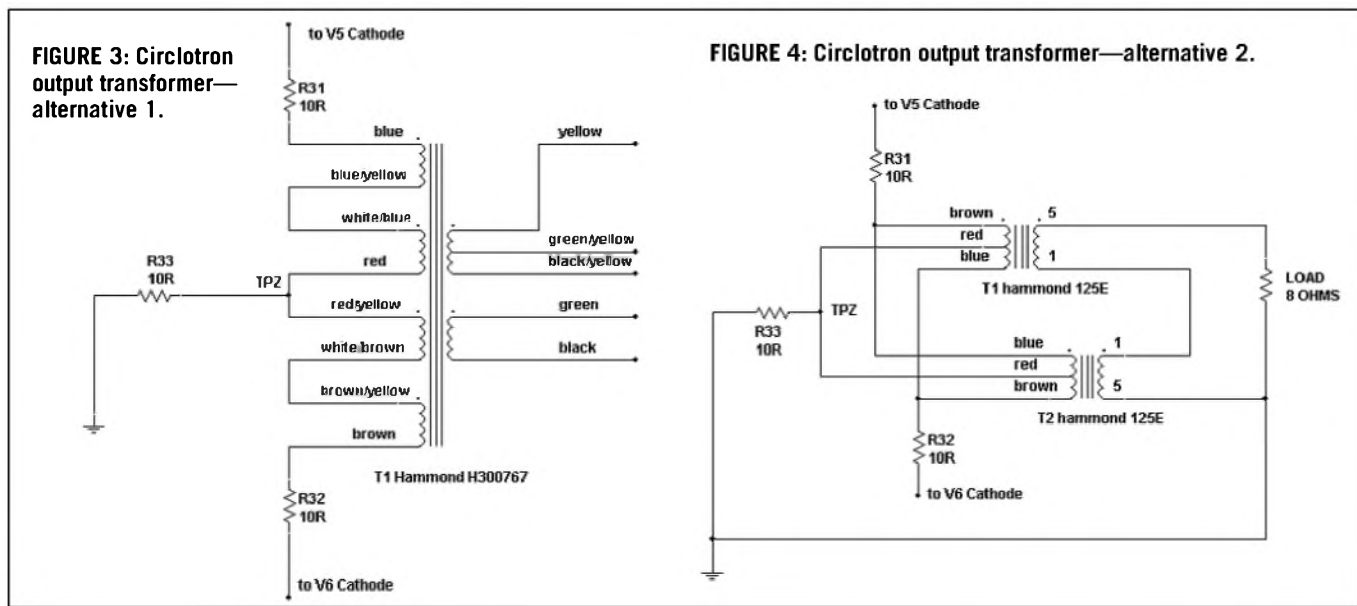 FIGURE 3: Circlotron
output transformer—
alternative 1.
to V5 Cathode
R31
10R
blue
yellow
blue/yellow
white/blue
green/yellow
black/yellow
red
R33
10R
TPZ
red/yellow
green
white/brown
black
brown/yellow
brown
T1 Hammond H300767
R32
10R
to V6 Cathode
FIGURE 4: Circlotron output transformer—alternative 2.
to V5 Cathode
R31
10R
brown
5
red
blue
1
T1 hammond 125E
LOAD
8 OHMS
R33
10R
TPZ
blue
1
red
brown
5
T2 hammond 125E
R32
10R
to V6 Cathode